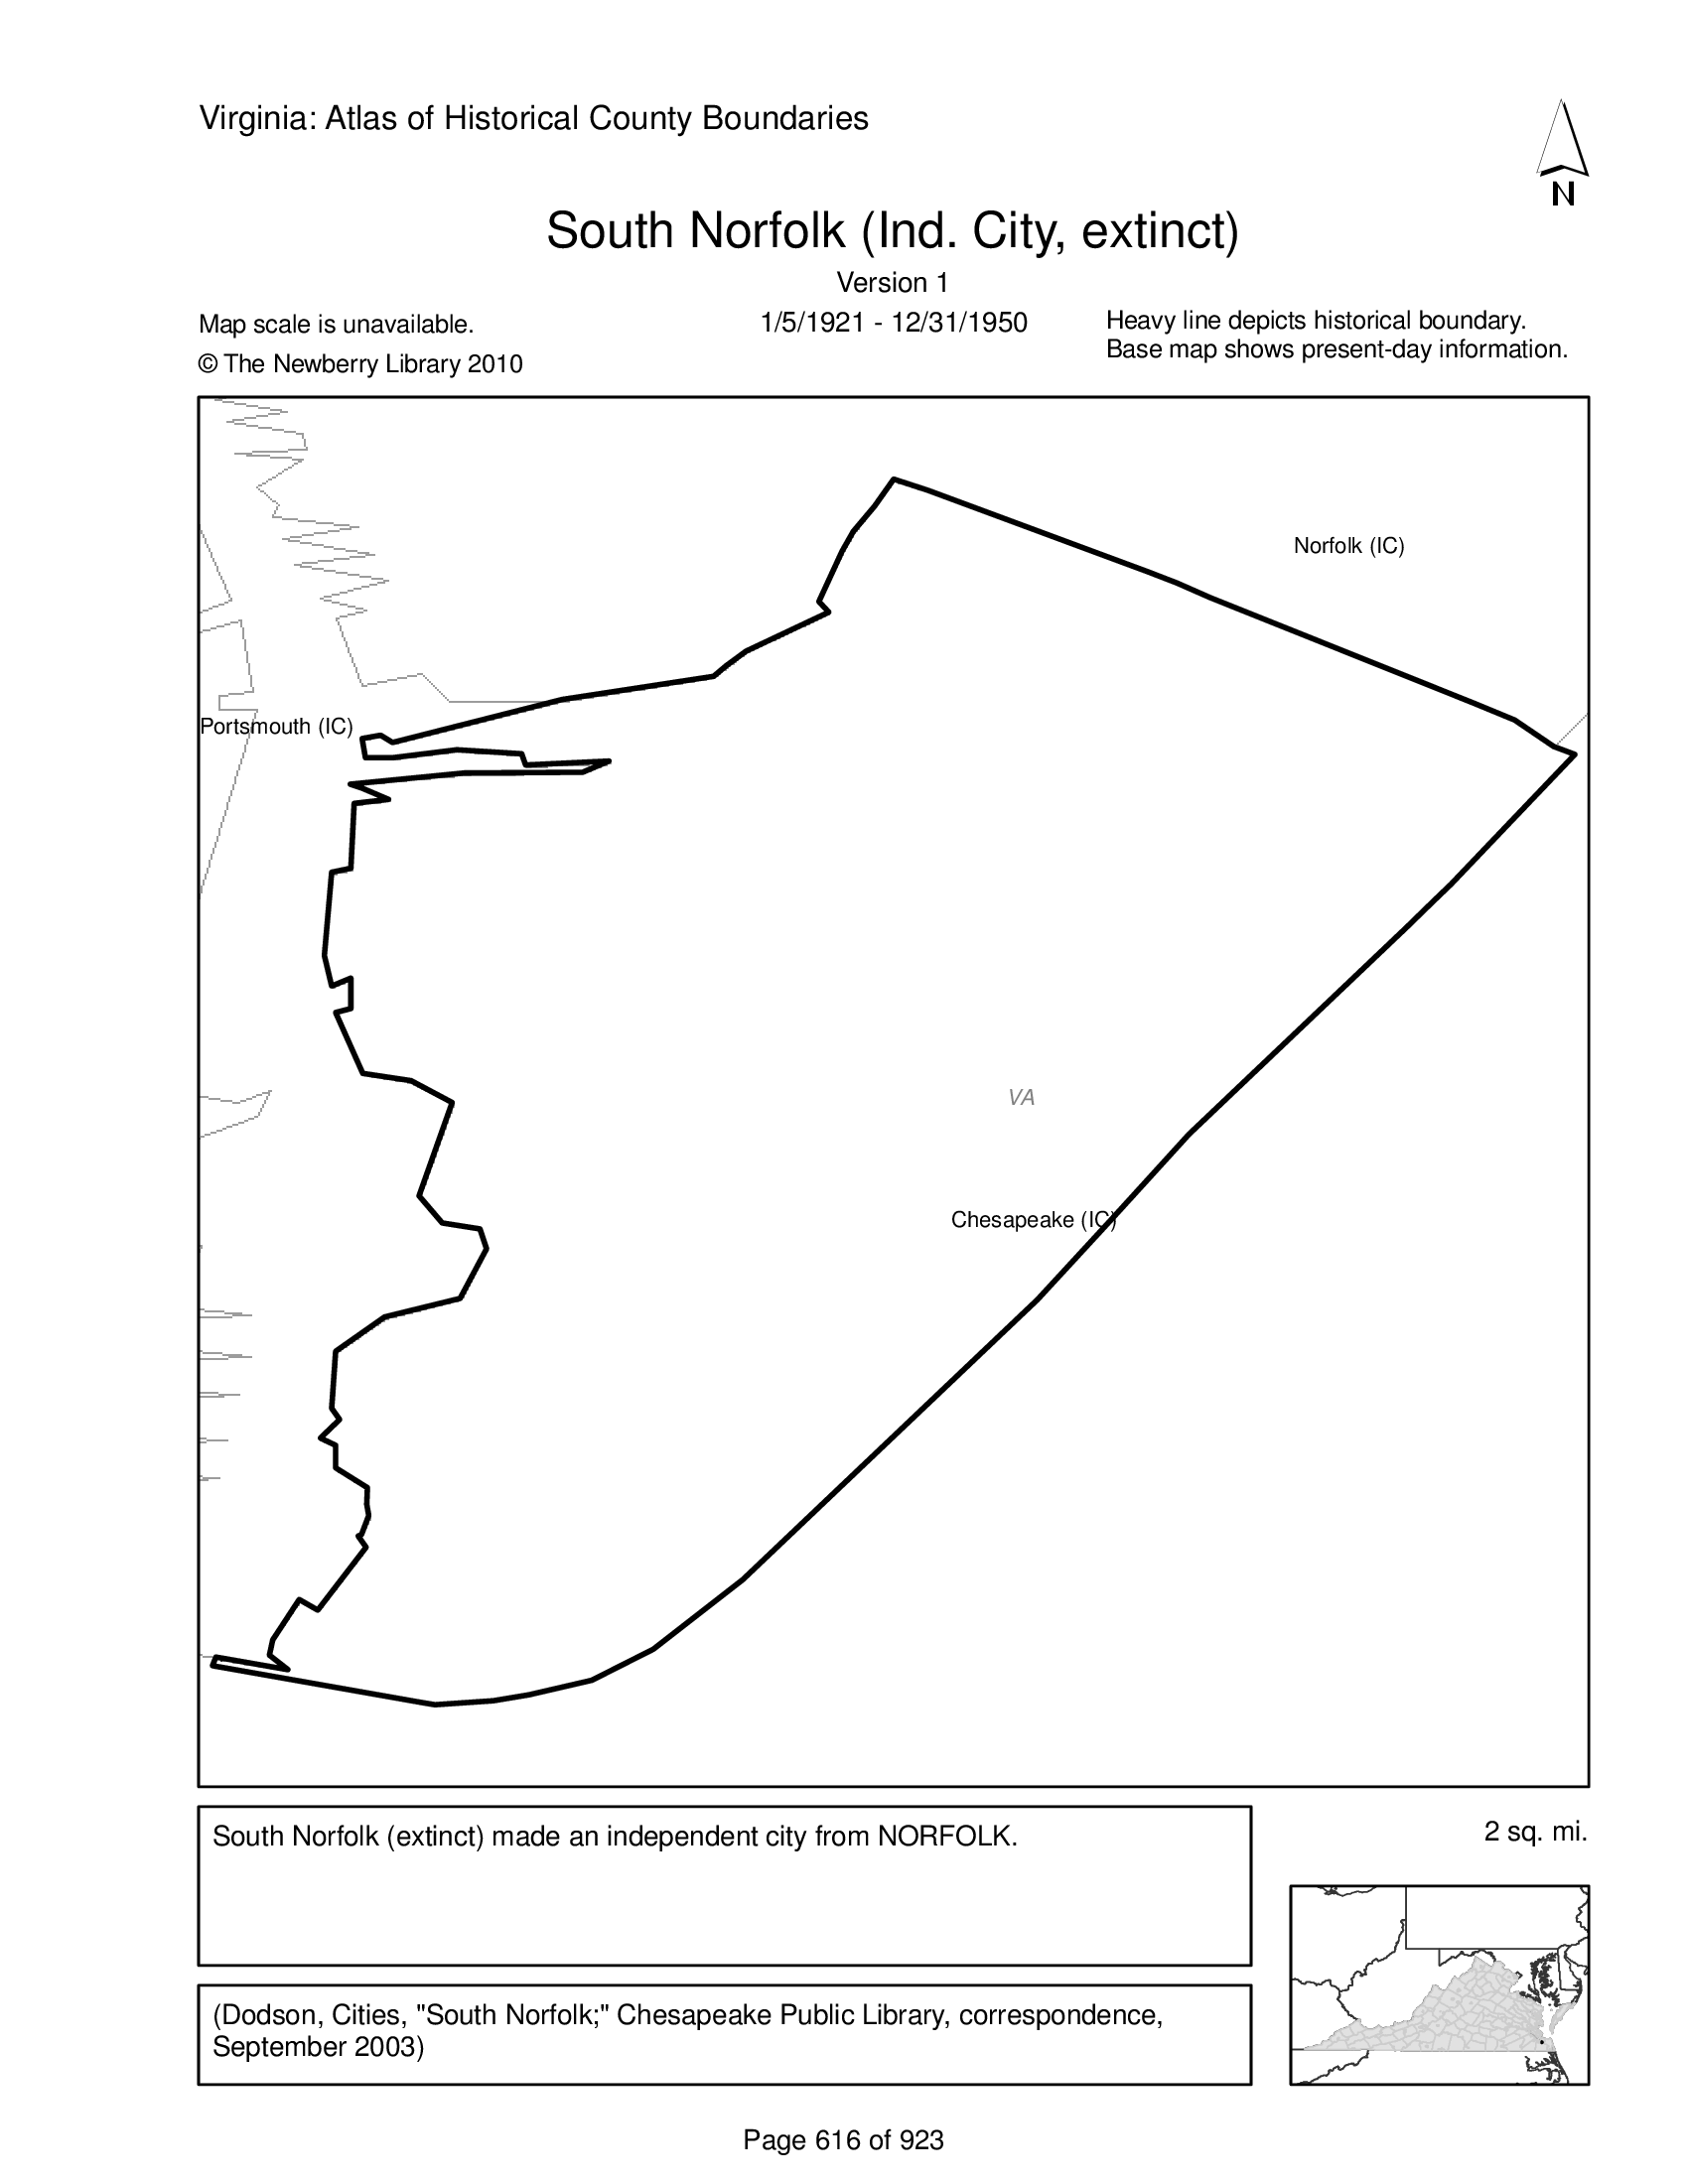 Virginia: Atlas of Historical County Boundaries
N
South Norfolk (Ind. City, extinct)
Version 1
Map scale is unavailable.
1/5/1921 - 12/31/1950
Heavy line depicts historical boundary.
© The Newberry Library 2010
Base map shows present-day information.
Norfolk (IC)
Portsmouth (IC)
VA
Chesapeake (IC)
South Norfolk (extinct) made an independent city from NORFOLK.
2 sq. mi.
(Dodson, Cities, "South Norfolk;" Chesapeake Public Library, correspondence,
September 2003)
Page 616 of 923